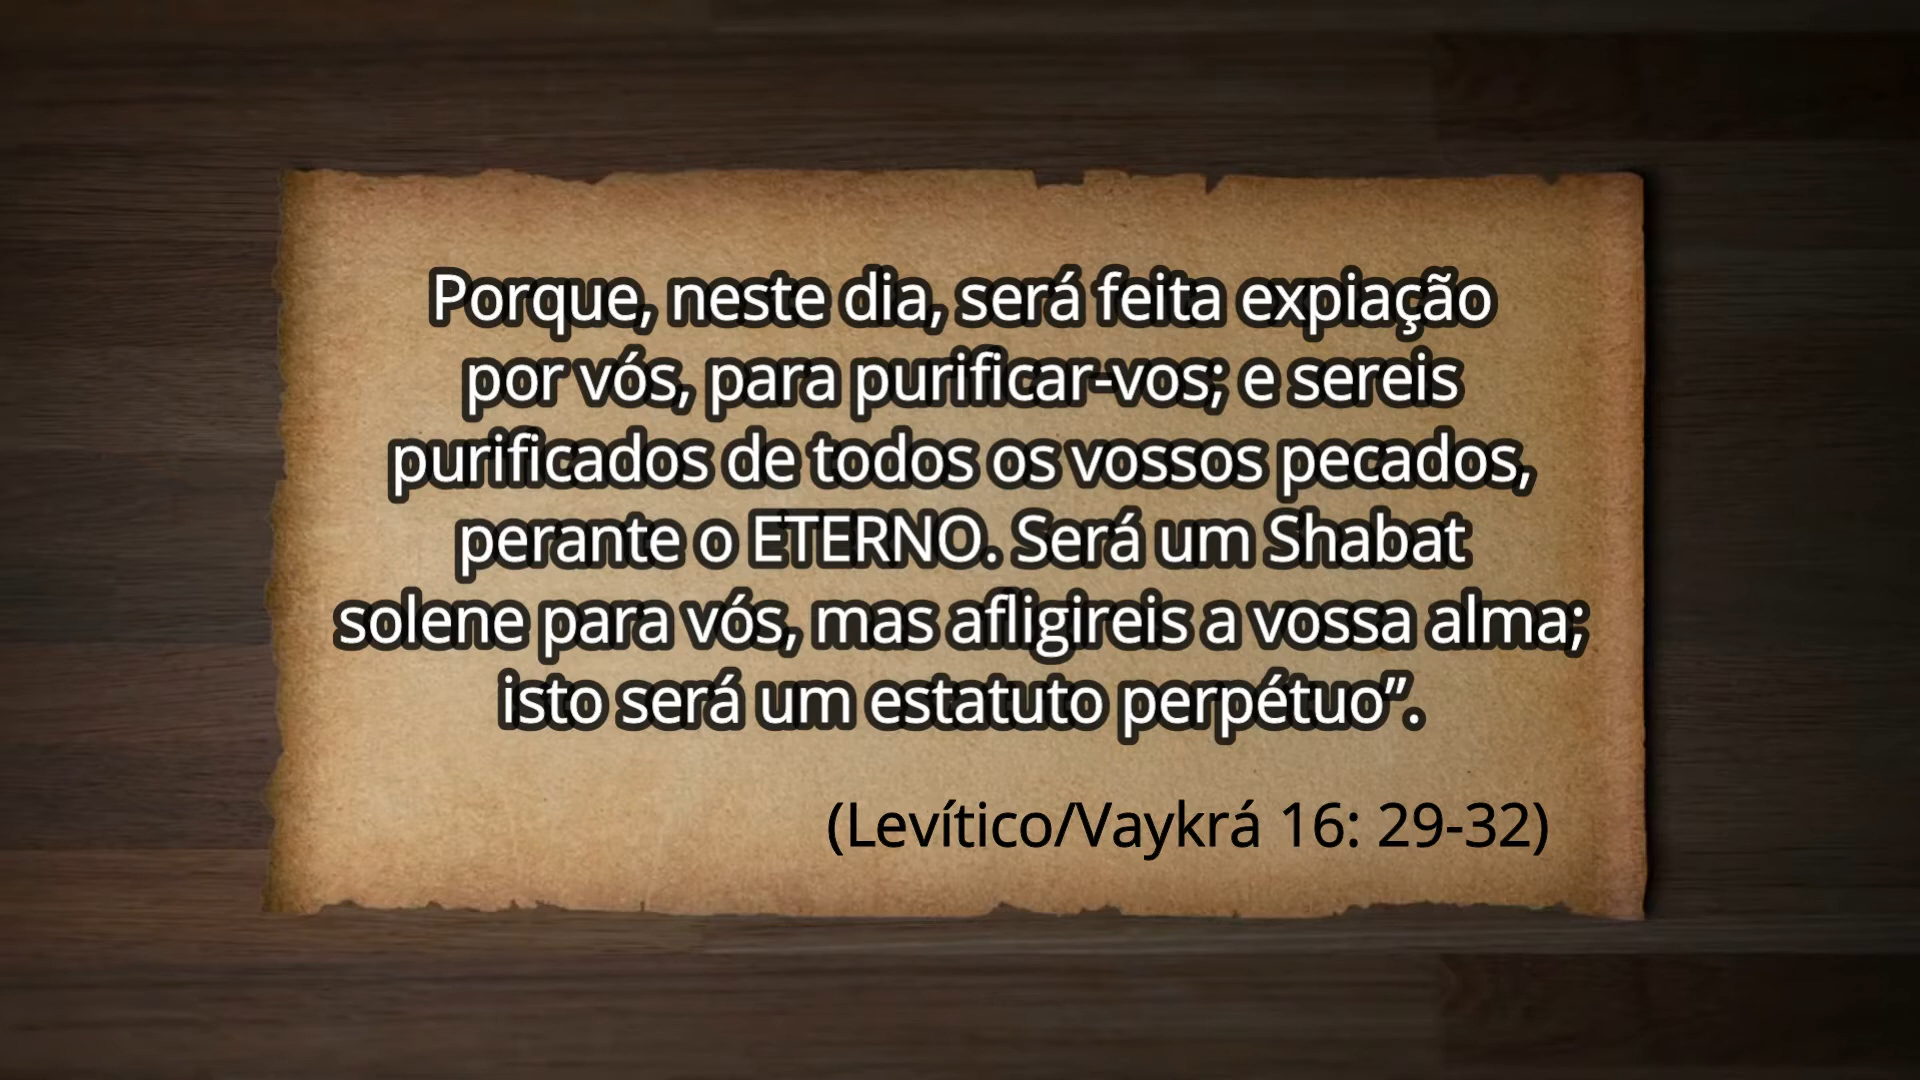 Porque, neste dia, será feita expiação
por vós, para purificar-vos; e sereis
purificados de todos os vossos pecados,
perante o ETERNO. Será um Shabat
solene para vós, mas afligireis a vossa alma;
isto será um estatuto perpétuo”.
(Levítico/Vaykrá 16: 29-32)